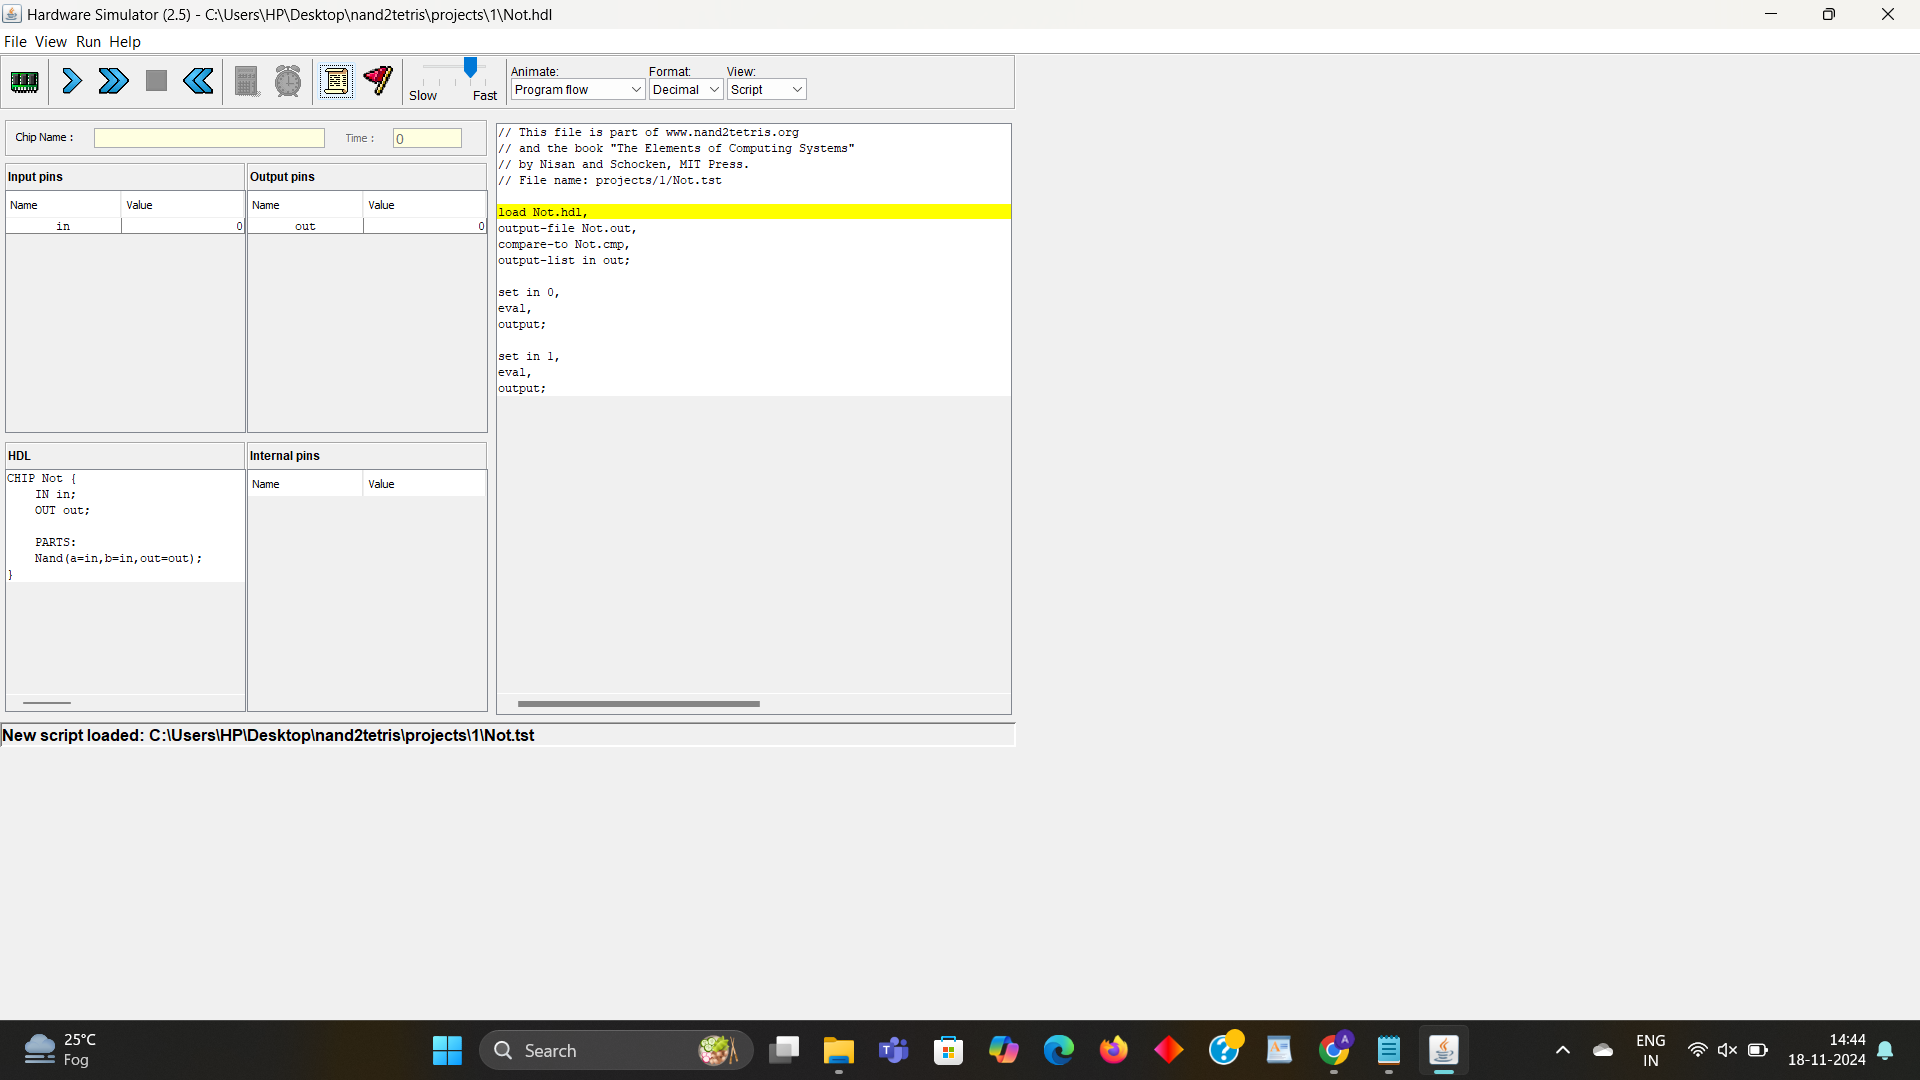 Hardware Simulator (2.5) - C:\Users\HP\Desktop\nand2tetris\projects\1\Not.hdl
File View Run Help
Slow Fast
Animate: Format: View:
Program flow Decimal Script
Chip Name : Time : 0
Input pins Output pins
Name Value Name Value
in 0 out 0
// This file is part of www.nand2tetris.org
// and the book "The Elements of Computing Systems"
// by Nisan and Schocken, MIT Press.
// File name: projects/1/Not.tst
load Not.hdl,
output-file Not.out,
compare-to Not.cmp,
output-list in out;
set in 0,
eval,
output;
set in 1,
eval,
output;
HDL Internal pins
Name Value
CHIP Not {
IN in;
OUT out;
PARTS:
Nand(a=in,b=in,out=out);
}
New script loaded: C:\Users\HP\Desktop\nand2tetris\projects\1\Not.tst
25°C
Fog
Search
A
ENG
IN
14:44
18-11-2024